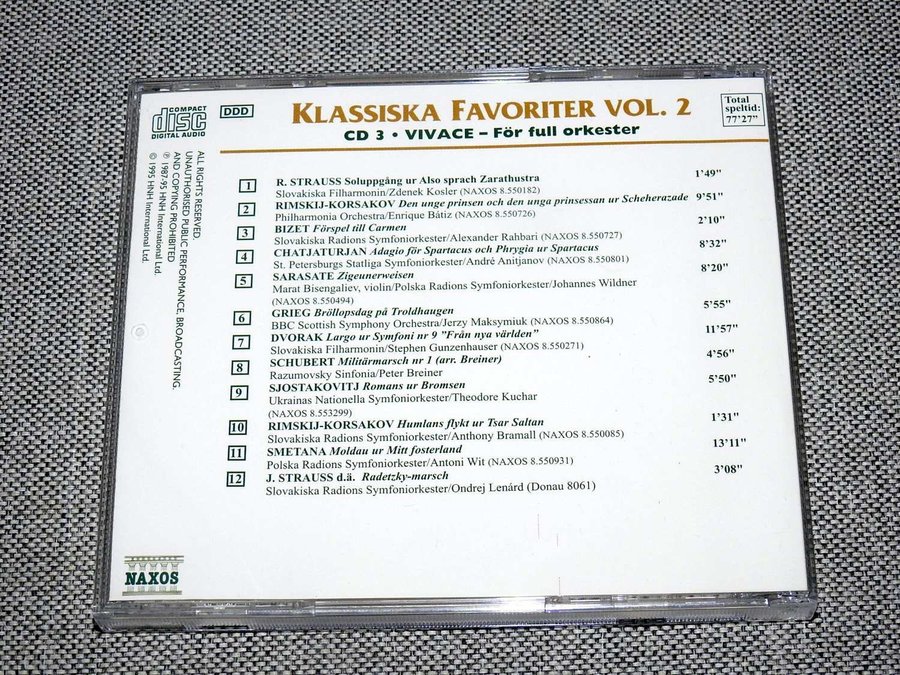 COMPACT
disc
DIGITAL AUDIO
DDD
KLASSISKA FAVORITER VOL. 2
CD 3 • VIVACE – För full orkester
Total
speltid:
77'27"
ALL RIGHTS RESERVED
UNAUTHORISED PUBLIC PERFORMANCE, BROADCASTING,
AND COPYING PROHIBITED
℗ 1987-95 HNH International Ltd.
© 1995 HNH International Ltd.
1 R. STRAUSS Soluppgång ur Also sprach Zarathustra 1'49"
Slovakiska Filharmonin/Zdenek Kosler (NAXOS 8.550182)
2 RIMSKIJ-KORSAKOV Den unge prinsen och den unga prinsessan ur Scheherazade 9'51"
Philharmonia Orchestra/Enrique Bátiz (NAXOS 8.550726)
3 BIZET Förspel till Carmen 2'10"
Slovakiska Radions Symfoniorkester/Alexander Rahbari (NAXOS 8.550727)
4 CHATJATURJAN Adagio för Spartacus och Phrygia ur Spartacus 8'32"
St. Petersburgs Statliga Symfoniorkester/André Anitjanov (NAXOS 8.550801)
5 SARASATE Zigeunerweisen 8'20"
Marat Bisengaliev, violin/Polska Radions Symfoniorkester/Johannes Wildner
(NAXOS 8.550494)
6 GRIEG Bröllopsdag på Troldhaugen 5'55"
BBC Scottish Symphony Orchestra/Jerzy Maksymiuk (NAXOS 8.550864)
7 DVORAK Largo ur Symfoni nr 9 "Från nya världen" 11'57"
Slovakiska Filharmonin/Stephen Gunzenhauser (NAXOS 8.550271)
8 SCHUBERT Militärmarsch nr 1 (arr. Breiner) 4'56"
Razumovsky Sinfonia/Peter Breiner
9 SJOSTAKOVITJ Romans ur Bromsen 5'50"
Ukrainas Nationella Symfoniorkester/Theodore Kuchar
(NAXOS 8.553299)
10 RIMSKIJ-KORSAKOV Humlans flykt ur Tsar Saltan 1'31"
Slovakiska Radions Symfoniorkester/Anthony Bramall (NAXOS 8.550085)
11 SMETANA Moldau ur Mitt fosterland 13'11"
Polska Radions Symfoniorkester/Antoni Wit (NAXOS 8.550931)
12 J. STRAUSS d.ä. Radetzky-marsch 3'08"
Slovakiska Radions Symfoniorkester/Ondrej Lenárd (Donau 8061)
NAXOS